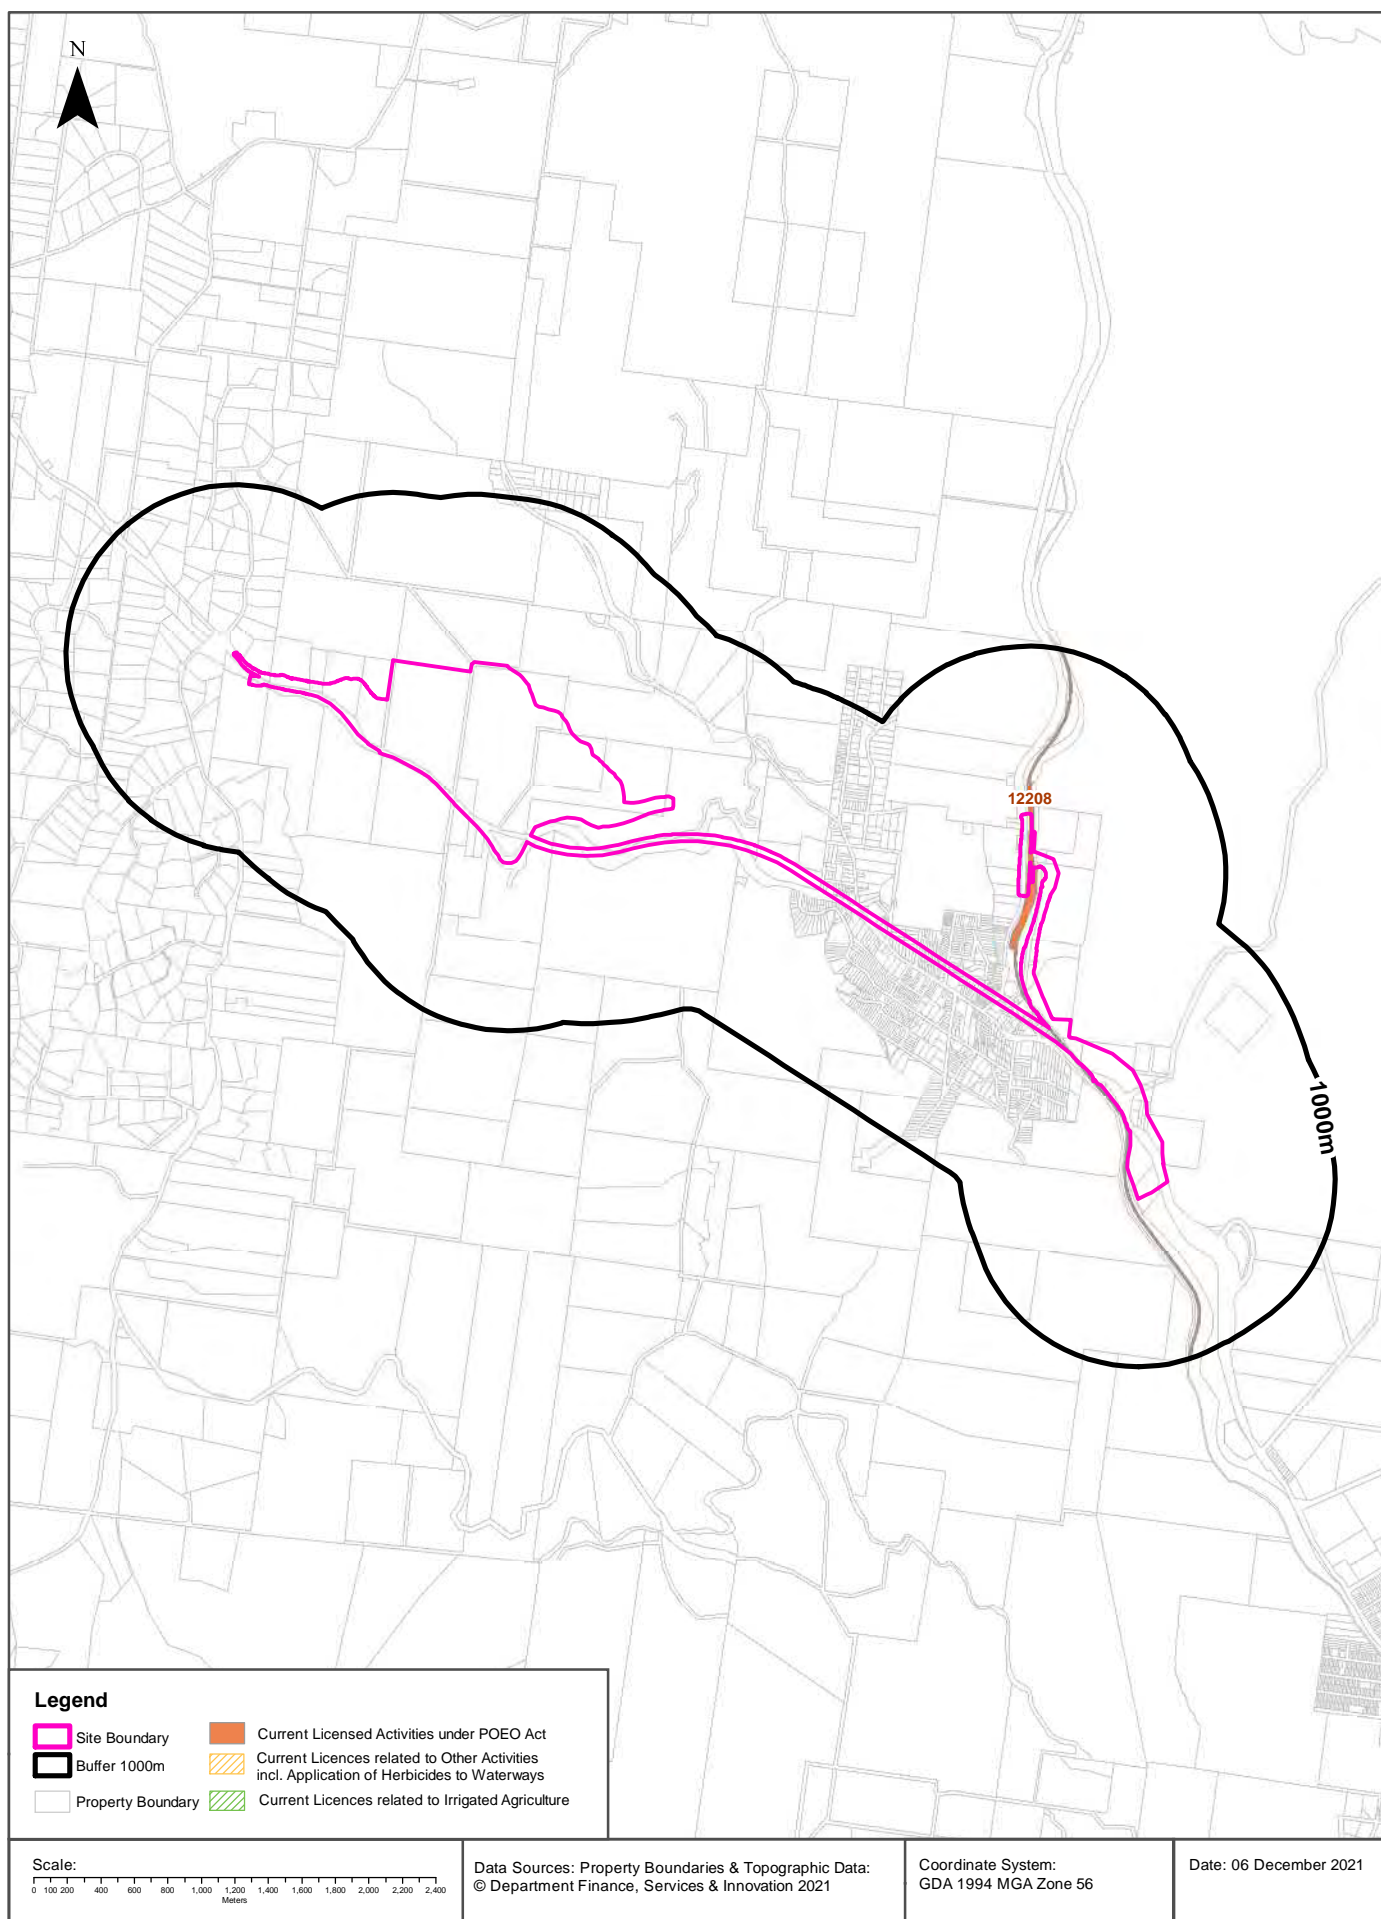 N
12208
1000m
Legend
Site Boundary
Buffer 1000m
Property Boundary
Current Licensed Activities under POEO Act
Current Licences related to Other Activities
incl. Application of Herbicides to Waterways
Current Licences related to Irrigated Agriculture
Scale:
0 100 200 400 600 800 1,000 1,200 1,400 1,600 1,800 2,000 2,200 2,400
Meters
Data Sources: Property Boundaries & Topographic Data:
© Department Finance, Services & Innovation 2021
Coordinate System:
GDA 1994 MGA Zone 56
Date: 06 December 2021